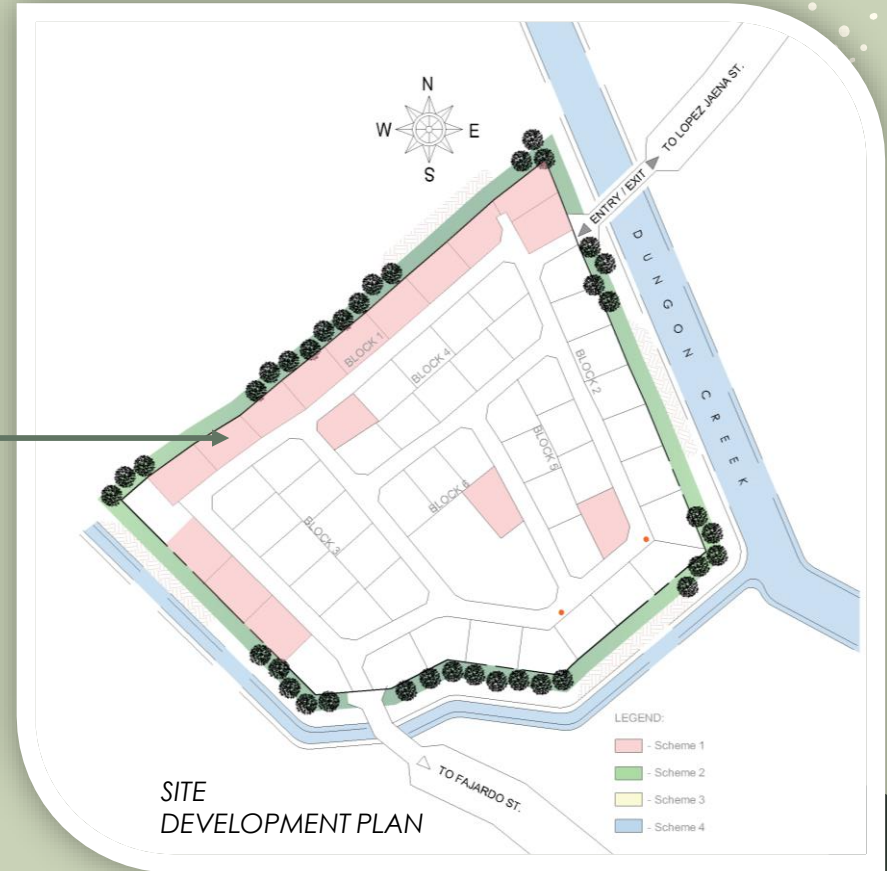 N
W
E
S
TO LOPEZ JAENA ST.
ENTRY / EXIT
DUNGON CREEK
BLOCK 1
BLOCK 4
BLOCK 2
BLOCK 5
BLOCK 6
BLOCK 3
TO FAJARDO ST.
LEGEND:
- Scheme 1
- Scheme 2
- Scheme 3
- Scheme 4
SITE
DEVELOPMENT PLAN